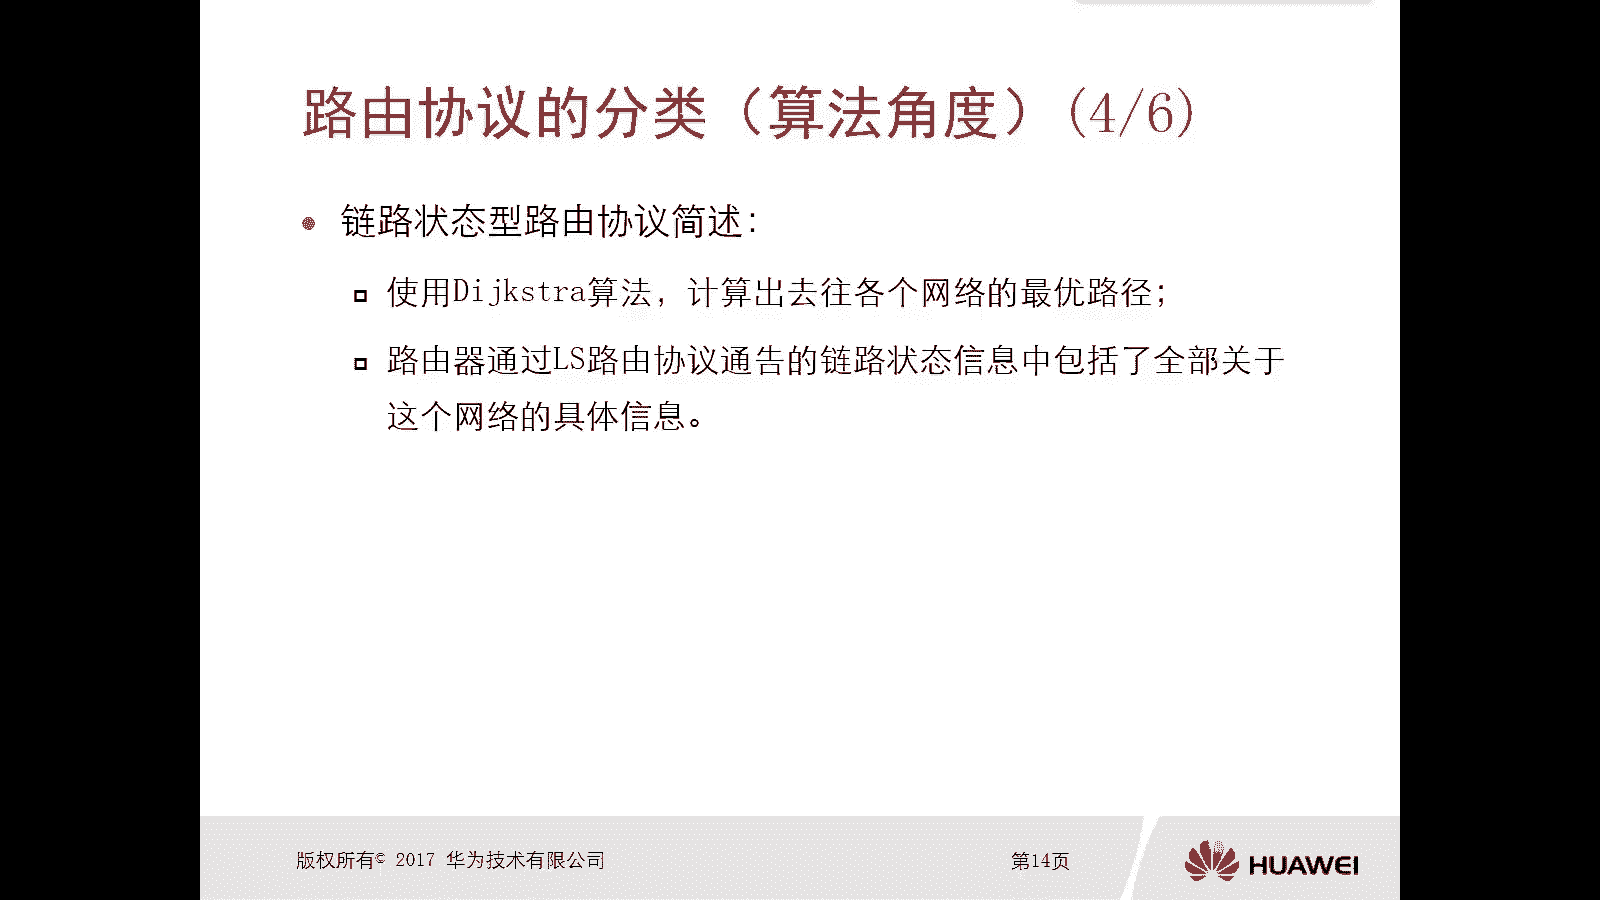 路由协议的分类（算法角度）(4/6)
链路状态型路由协议简述：
使用Dijkstra算法，计算出去往各个网络的最优路径；
路由器通过LS路由协议通告的链路状态信息中包括了全部关于
这个网络的具体信息。
版权所有© 2017 华为技术有限公司
第14页
HUAWEI